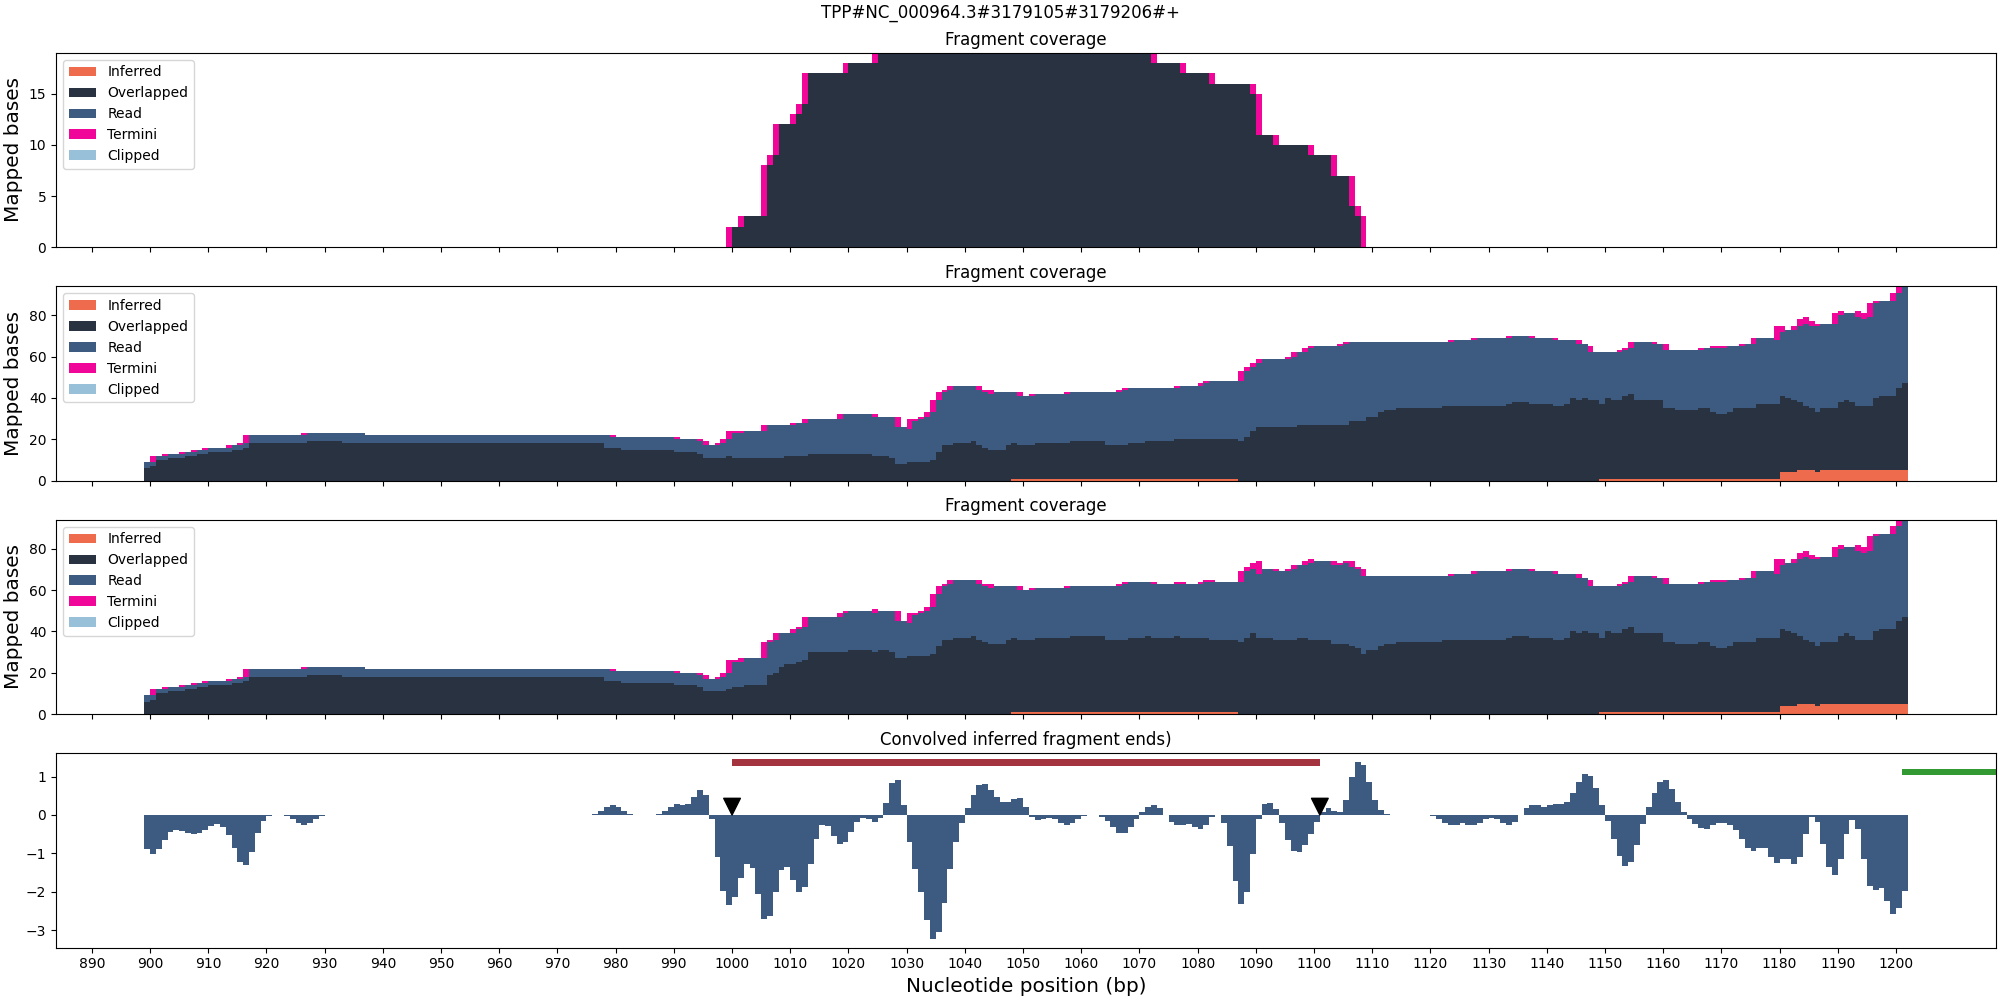 TPP#NC_000964.3#3179105#3179206#+
Fragment coverage
Mapped bases
15
10
5
0
Inferred
Overlapped
Read
Termini
Clipped
Fragment coverage
Mapped bases
80
60
40
20
0
Inferred
Overlapped
Read
Termini
Clipped
Fragment coverage
Mapped bases
80
60
40
20
0
Inferred
Overlapped
Read
Termini
Clipped
Convolved inferred fragment ends)
1
0
−1
−2
−3
890 900 910 920 930 940 950 960 970 980 990 1000 1010 1020 1030 1040 1050 1060 1070 1080 1090 1100 1110 1120 1130 1140 1150 1160 1170 1180 1190 1200
Nucleotide position (bp)